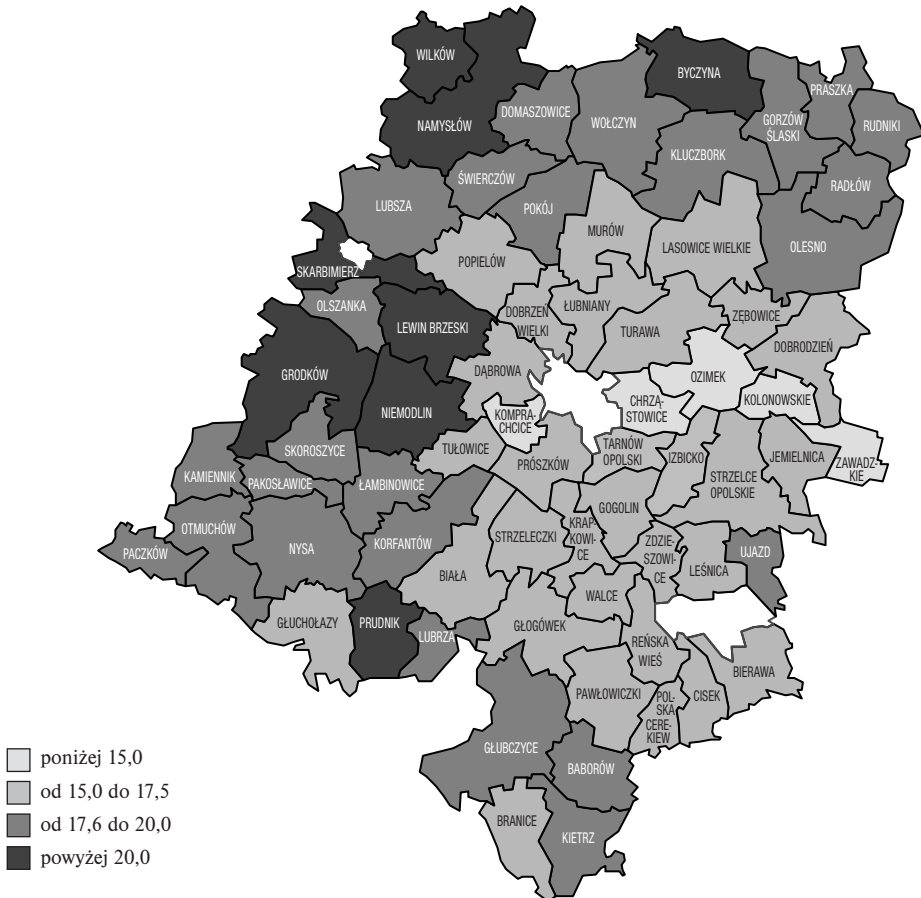 WILKÓW
BYCZYNA
PRASZKA
NAMYSŁÓW
DOMASZOWICE
WOŁCZYN
GORZÓW
ŚLASKI
RUDNIKI
KLUCZBORK
ŚWIERCZÓW
RADŁÓW
LUBSZA
POKÓJ
MURÓW
LASOWICE WIELKIE
OLESNO
POPIELÓW
SKARBIMIERZ
OLSZANKA
DOBRZEŃ
WIELKI
ŁUBNIANY
ZĘBOWICE
LEWIN BRZESKI
TURAWA
DOBRODZIEŃ
GRODKÓW
DĄBROWA
OZIMEK
NIEMODLIN
KOMPRA-
CHCICE
CHRZĄ-
STOWICE
KOLONOWSKIE
SKOROSZYCE
TUŁOWICE
PRÓSZKÓW
TARNÓW
OPOLSKI
IZBICKO
JEMIELNICA
ZAWADZ-
KIE
KAMIENNIK
PAKOSŁAWICE
ŁAMBINOWICE
STRZELCE
OPOLSKIE
GOGOLIN
OTMUCHÓW
NYSA
KORFANTÓW
STRZELECZKI
KRAP-
KOWI-
CE
ZDZIE-
SZOWI-
CE
PACZKÓW
UJAZD
BIAŁA
LEŚNICA
WALCE
GŁUCHOŁAZY
PRUDNIK
LUBRZA
GŁOGÓWEK
REŃSKA
WIEŚ
BIERAWA
PAWŁOWICZKI
POL-
SKA
CERE-
KIEW
CISEK
GŁUBCZYCE
BABORÓW
BRANICE
KIETRZ
poniżej 15,0
od 15,0 do 17,5
od 17,6 do 20,0
powyżej 20,0